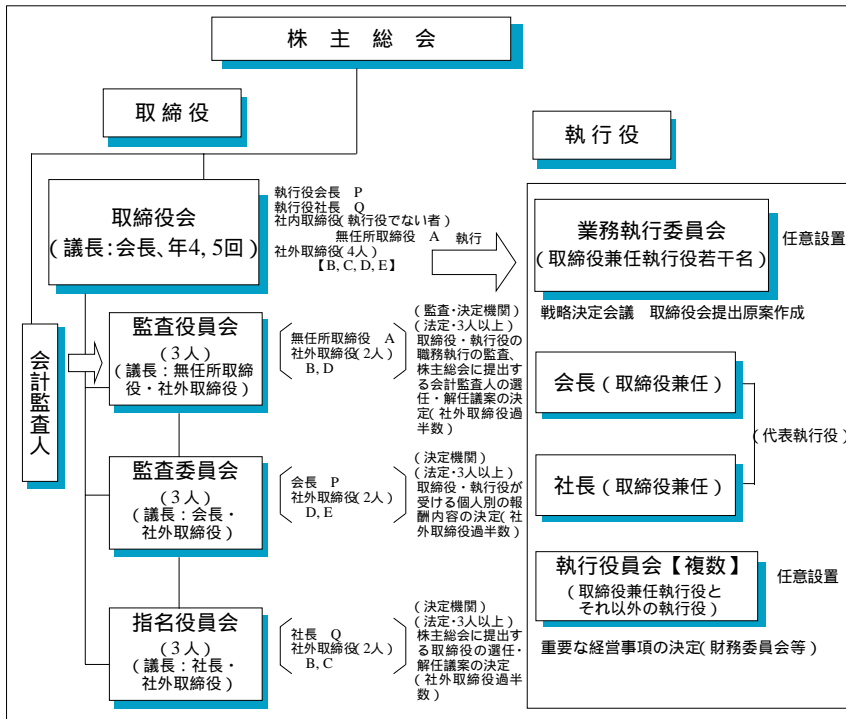 株主総会
取締役
執行役
取締役会
(議長:会長、年4,5回)
執行役会長 P
執行役社長 Q
社内取締役(執行役でない者)
無任所取締役 A
社外取締役(4人)
【B, C, D, E】
執行
業務執行委員会
(取締役兼任執行役若干名)
任意設置
戦略決定会議 取締役会提出原案作成
会計監査人
監査役員会
(3人)
(議長:無任所取締
役・社外取締役)
無任所取締役 A
社外取締役(2人)
B, D
(監査・決定機関)
(法定・3人以上)
取締役・執行役の
職務執行の監査、
株主総会に提出す
る会計監査人の選
任・解任議案の決
定(社外取締役過
半数)
会長(取締役兼任)
(代表執行役)
社長(取締役兼任)
監査委員会
(3人)
(議長:会長・
社外取締役)
会長 P
社外取締役(2人)
D, E
(決定機関)
(法定・3人以上)
取締役・執行役が
受ける個人別の報
酬内容の決定(社
外取締役過半数)
執行役員会【複数】
(取締役兼任執行役と
それ以外の執行役)
任意設置
重要な経営事項の決定(財務委員会等)
指名役員会
(3人)
(議長:社長・
社外取締役)
社長 Q
社外取締役(2人)
B, C
(決定機関)
(法定・3人以上)
株主総会に提出す
る取締役の選任・
解任議案の決定
(社外取締役過半
数)